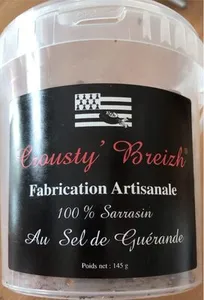 Crousty' Breizh
Fabrication Artisanale
100 % Sarrasin
Au Sel de Guérande
Poids net : 145 g